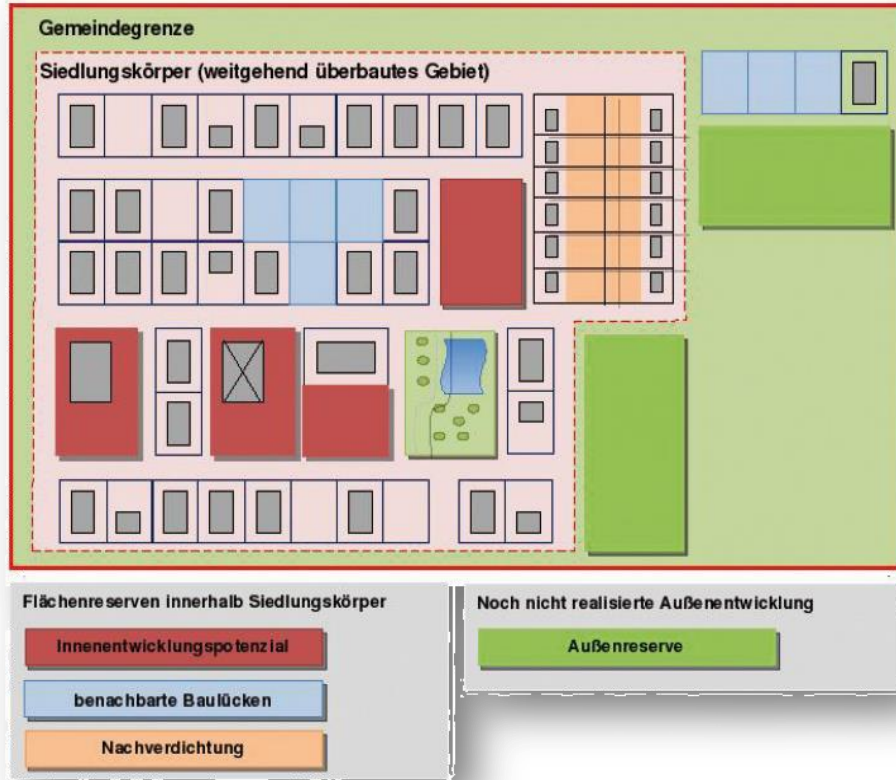 Gemeindegrenze
Siedlungskörper (weitgehend überbautes Gebiet)
Flächenreserven innerhalb Siedlungskörper
Innenentwicklungspotenzial
benachbarte Baulücken
Nachverdichtung
Noch nicht realisierte Außenentwicklung
Außenreserve